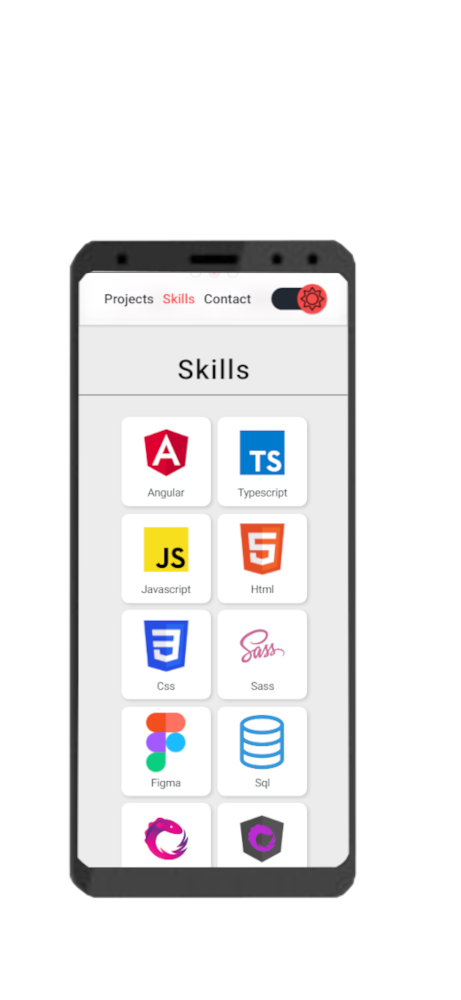 Projects Skills Contact
Skills
A
TS
Angular
Typescript
JS
5
Javascript
Html
3
Sass
Css
Sass
Figma
Sql